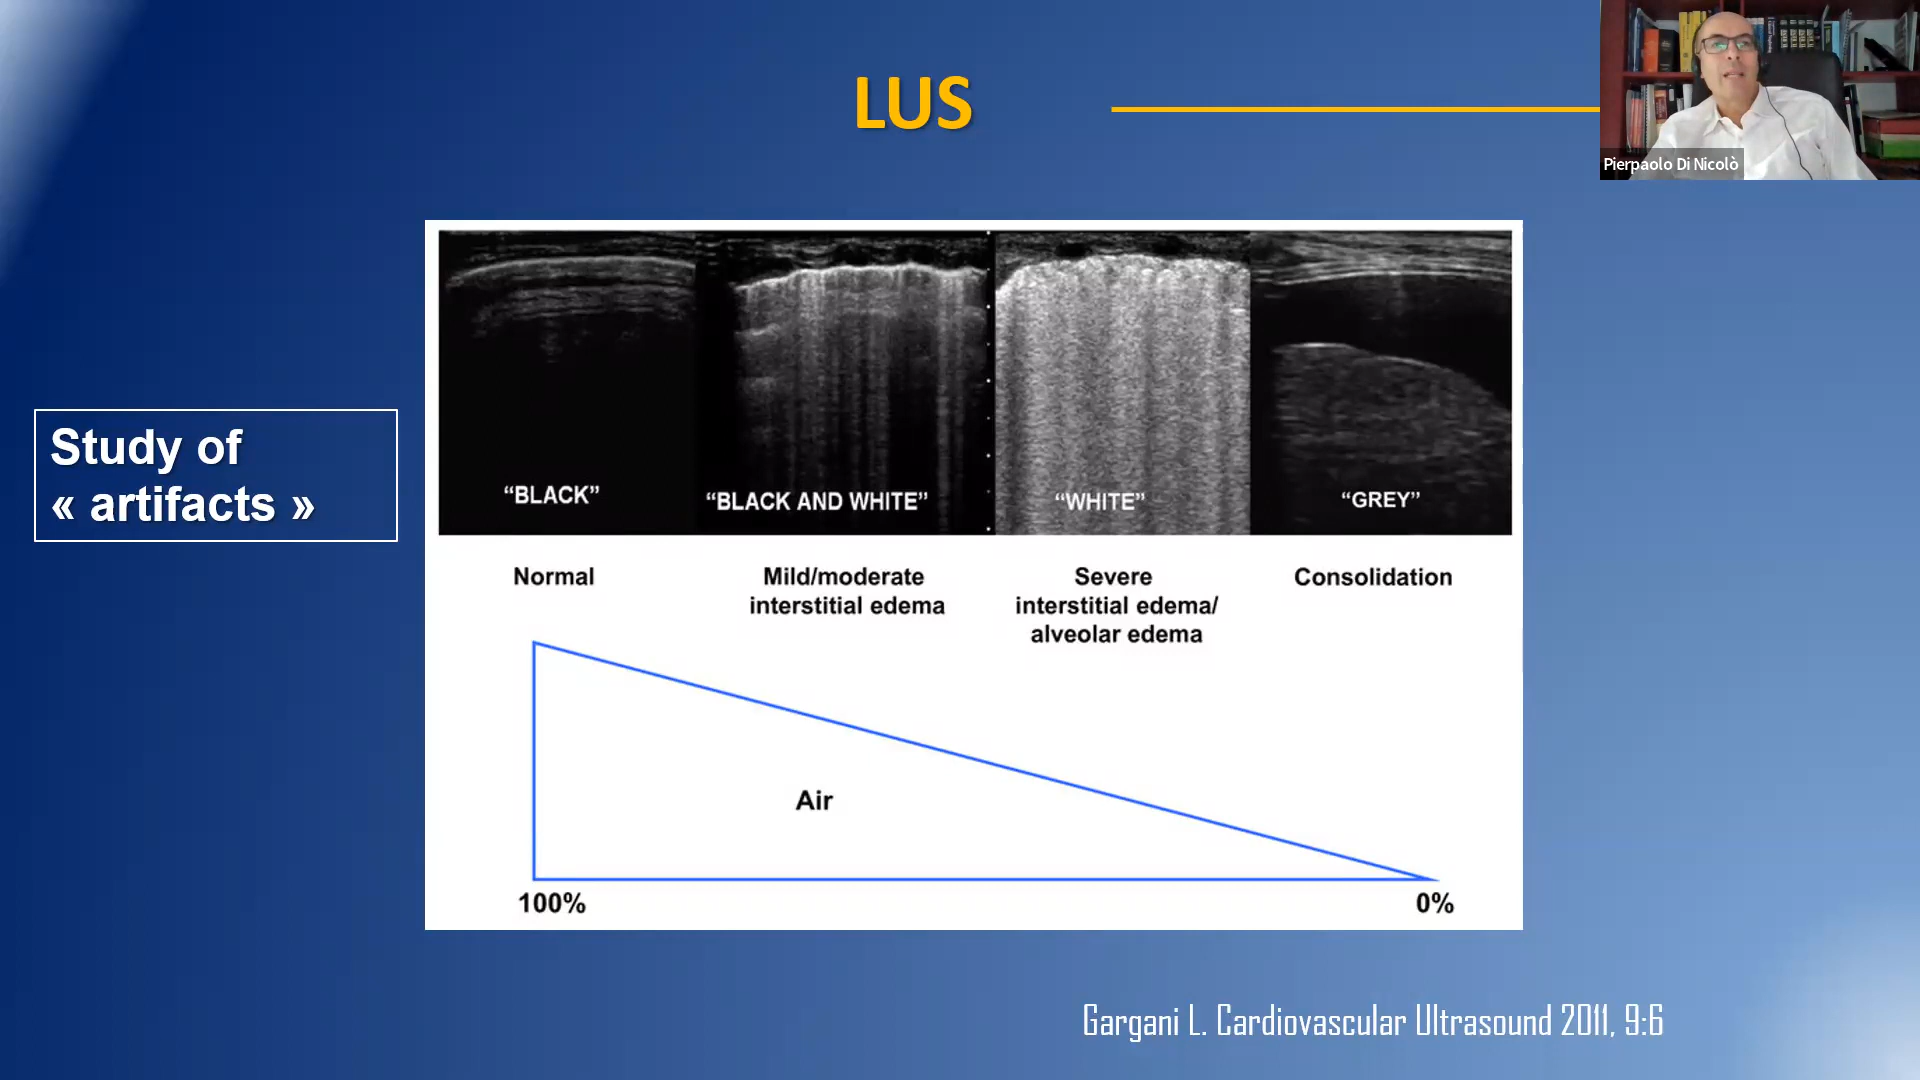 LUS
Pierpaolo Di Nicolò
Study of
« artifacts »
“BLACK”
“BLACK AND WHITE”
“WHITE”
“GREY”
Normal
Mild/moderate
interstitial edema
Severe
interstitial edema/
alveolar edema
Consolidation
Air
100%
0%
Gargani L. Cardiovascular Ultrasound 2011, 9:6